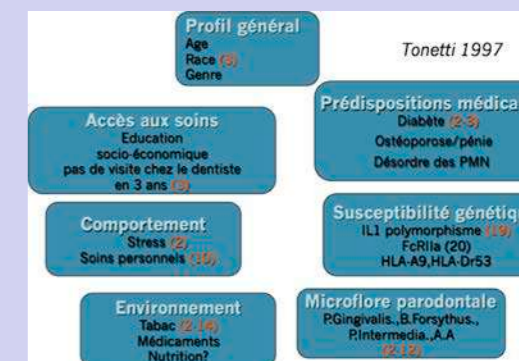 Profil général
Age
Race (3)
Genre
Tonetti 1997
Accès aux soins
Education
socio-économique
pas de visite chez le dentiste
en 3 ans (3)
Prédispositions médica
Diabète (2-3)
Ostéoporose/pénie
Désordre des PMN
Comportement
Stress (2)
Soins personnels (10)
Susceptibilité génétiq
IL1 polymorphisme (19)
FcRIIa (20)
HLA-A9,HLA-Dr53
Environnement
Tabac (2-14)
Médicaments
Nutrition?
Microflore parodontale
P.Gingivalis.,B.Forsythus.,
P.Intermedia.,A.A
(2.12)